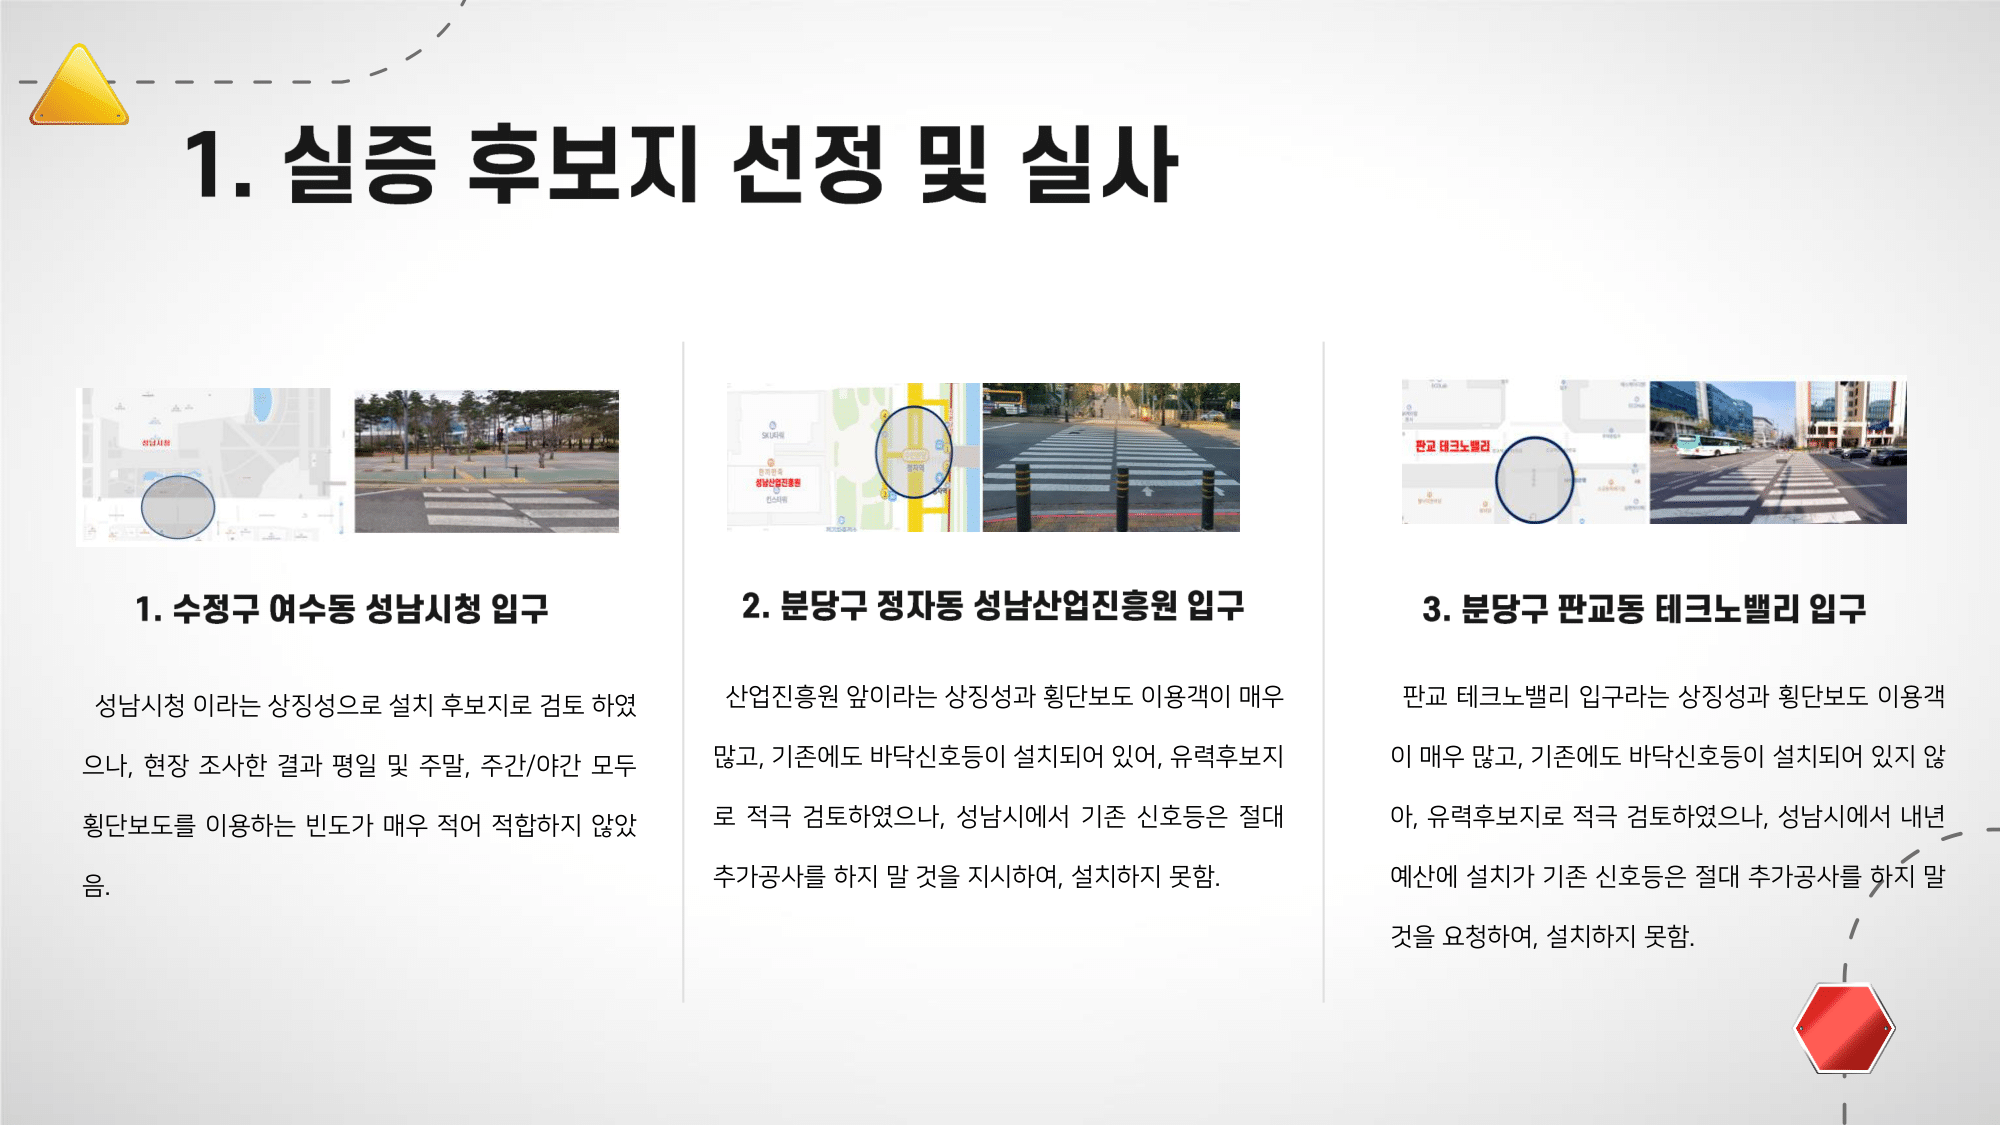 1. 실증 후보지 선정 및 실사
성남시청
SK U타워
성남산업진흥원
킨스타워
정자역
판교 테크노밸리
1. 수정구 여수동 성남시청 입구
성남시청 이라는 상징성으로 설치 후보지로 검토 하였
으나, 현장 조사한 결과 평일 및 주말, 주간/야간 모두
횡단보도를 이용하는 빈도가 매우 적어 적합하지 않았
음.
2. 분당구 정자동 성남산업진흥원 입구
산업진흥원 앞이라는 상징성과 횡단보도 이용객이 매우
많고, 기존에도 바닥신호등이 설치되어 있어, 유력후보지
로 적극 검토하였으나, 성남시에서 기존 신호등은 절대
추가공사를 하지 말 것을 지시하여, 설치하지 못함.
3. 분당구 판교동 테크노밸리 입구
판교 테크노밸리 입구라는 상징성과 횡단보도 이용객
이 매우 많고, 기존에도 바닥신호등이 설치되어 있지 않
아, 유력후보지로 적극 검토하였으나, 성남시에서 내년
예산에 설치가 기존 신호등은 절대 추가공사를 하지 말
것을 요청하여, 설치하지 못함.